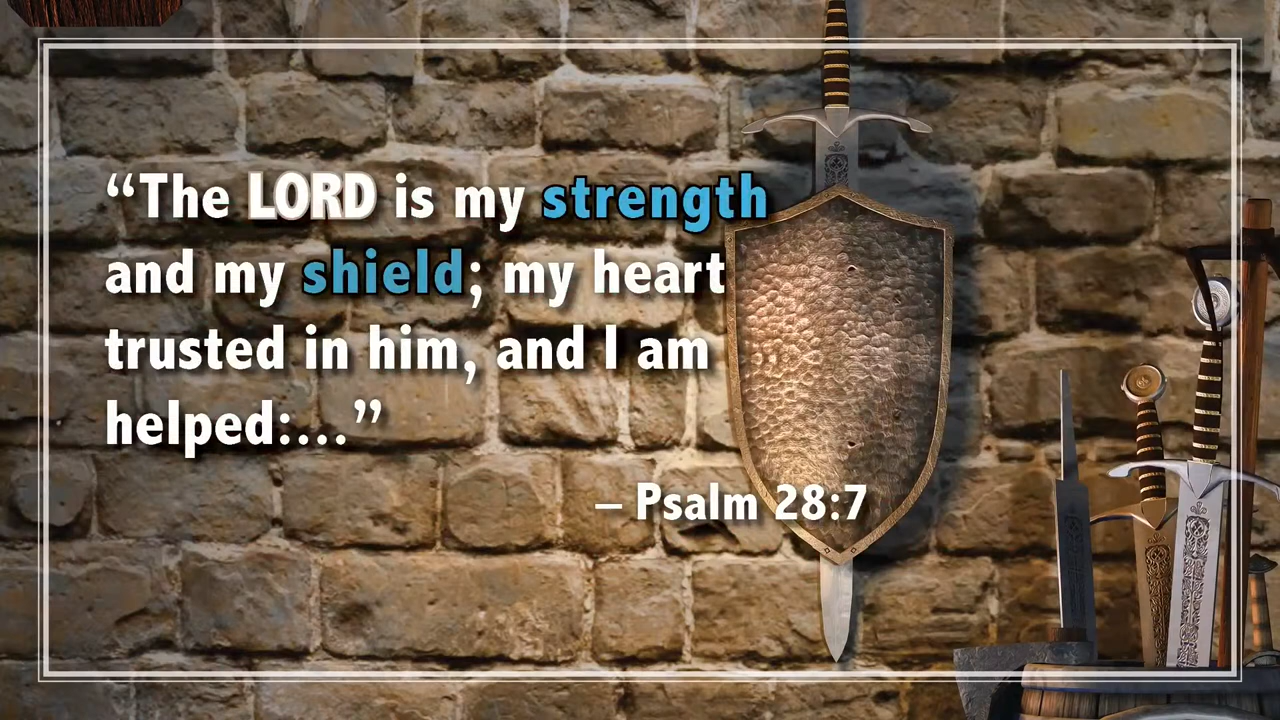 “The LORD is my strength
and my shield; my heart
trusted in him, and I am
helped:...”
– Psalm 28:7